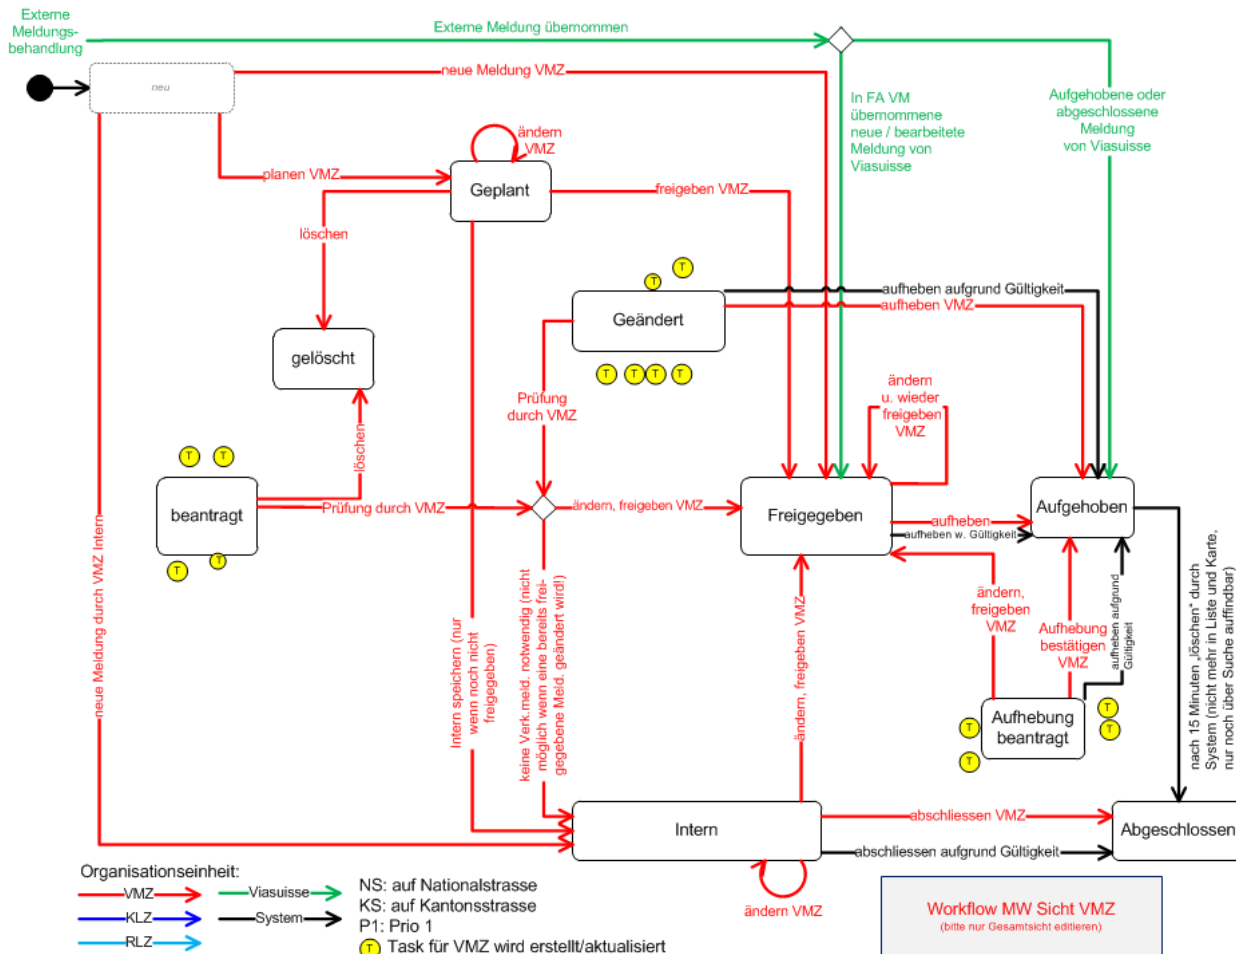 Externe
Meldungs-
behandlung
Externe Meldung übernommen
neu
neue Meldung VMZ
In FA VM
übernommene
neue / bearbeitete
Meldung von
Viasuisse
Aufgehobene oder
abgeschlossene
Meldung
von Viasuisse
ändern
VMZ
planen VMZ
Geplant
freigeben VMZ
löschen
T
T
aufheben aufgrund Gültigkeit
aufheben VMZ
Geändert
gelöscht
T
T
T
T
Prüfung
durch VMZ
ändern
u. wieder
freigeben
VMZ
löschen
T
T
beantragt
Prüfung durch VMZ
ändern, freigeben VMZ
Freigegeben
aufheben
aufheben w. Gültigkeit
Aufgehoben
T
T
neue Meldung durch VMZ Intern
Intern speichern (nur
wenn noch nicht
freigegeben)
keine Verk.meld. notwendig (nicht
möglich wenn eine bereits frei-
gegebene Meld. geändert wird!)
ändern, freigeben VMZ
ändern,
freigeben
VMZ
Aufhebung
bestätigen
VMZ
aufheben aufgrund
Gültigkeit
nach 15 Minuten „löschen" durch
System (nicht mehr in Liste und Karte,
nur noch über Suche auffindbar)
Aufhebung
beantragt
T
T
T
T
Intern
abschliessen VMZ
abschliessen aufgrund Gültigkeit
Abgeschlossen
ändern VMZ
Organisationseinheit:
VMZ
KLZ
RLZ
Viasuisse
System
NS: auf Nationalstrasse
KS: auf Kantonsstrasse
P1: Prio 1
T Task für VMZ wird erstellt/aktualisiert
Workflow MW Sicht VMZ
(bitte nur Gesamtsicht editieren)